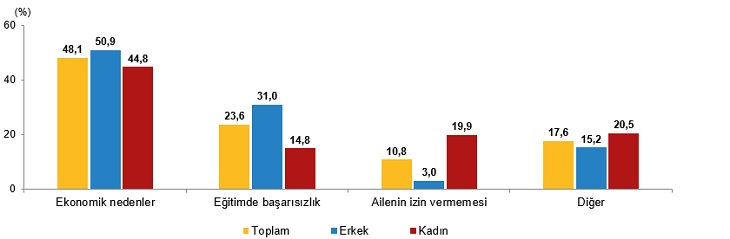 (%)
60
40
20
0
48,1 50,9 44,8
23,6 31,0 14,8
10,8 3,0 19,9
17,6 15,2 20,5
Ekonomik nedenler Eğitimde başarısızlık Ailenin izin vermemesi Diğer
Toplam Erkek Kadın